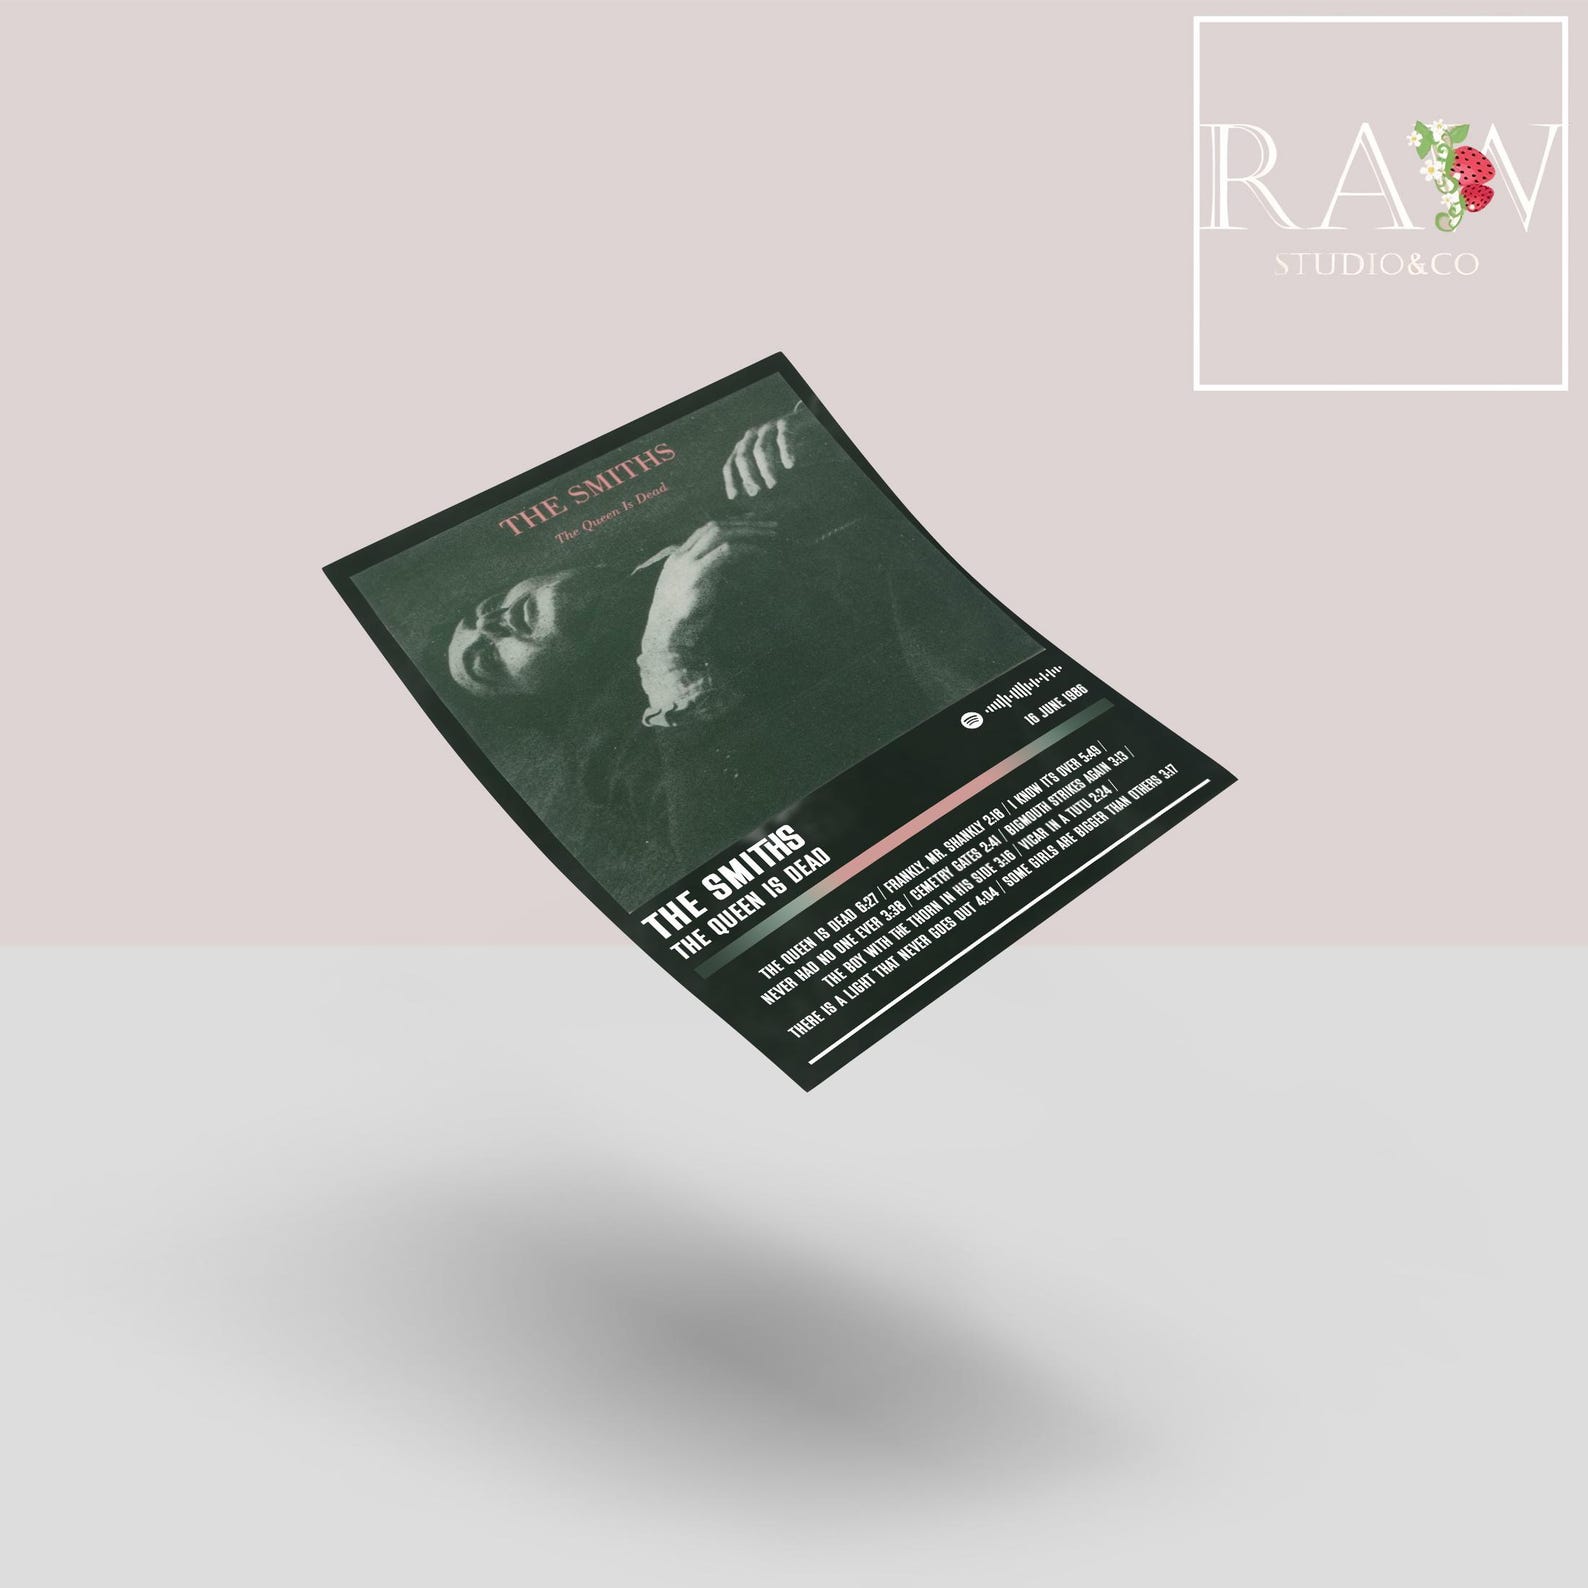 RAW
STUDIO&CO
THE SMITHS
The Queen Is Dead
16 JUNE 1986
THE SMITHS
THE QUEEN IS DEAD
THE QUEEN IS DEAD 6:27 / FRANKLY, MR. SHANKLY 2:18 / I KNOW IT'S OVER 5:49 /
NEVER HAD NO ONE EVER 3:38 / CEMETRY GATES 2:41 / BIGMOUTH STRIKES AGAIN 3:13 /
THE BOY WITH THE THORN IN HIS SIDE 3:16 / VICAR IN A TUTU 2:24 /
THERE IS A LIGHT THAT NEVER GOES OUT 4:04 / SOME GIRLS ARE BIGGER THAN OTHERS 3:17